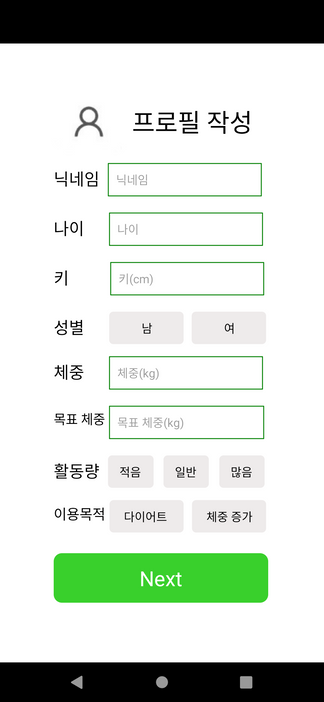 프로필 작성
닉네임 닉네임
나이 나이
키 키(cm)
성별 남 여
체중 체중(kg)
목표 체중 목표 체중(kg)
활동량 적음 일반 많음
이용목적 다이어트 체중 증가
Next